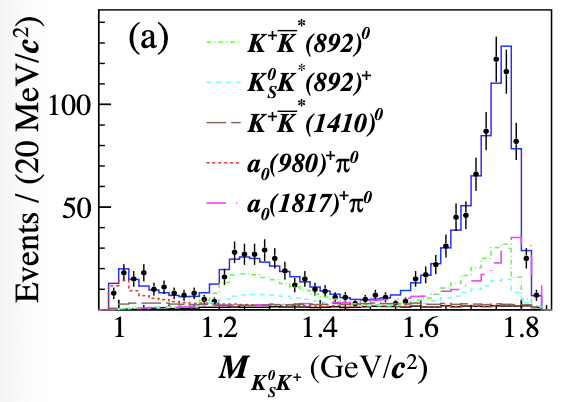 (a)
K⁺K̅*(892)⁰
K⁰_S K*(892)⁺
K⁺K̅*(1410)⁰
a₀(980)⁺π⁰
a₀(1817)⁺π⁰
Events / (20 MeV/c²)
100
50
1 1.2 1.4 1.6 1.8
M_{K⁰_S K⁺} (GeV/c²)